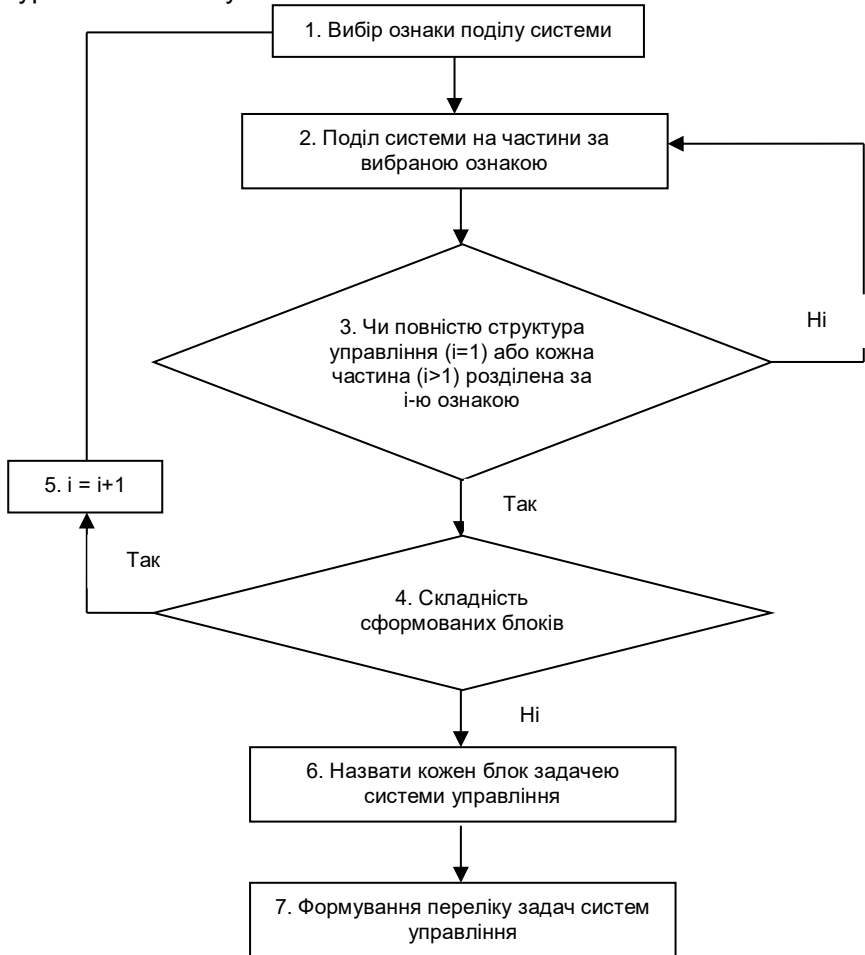 1. Вибір ознаки поділу системи
2. Поділ системи на частини за
вибраною ознакою
3. Чи повністю структура
управління (і=1) або кожна
частина (і>1) розділена за
і-ю ознакою
Ні
5. і = і+1
Так
Так
4. Складність
сформованих блоків
Ні
6. Назвати кожен блок задачею
системи управління
7. Формування переліку задач систем
управління